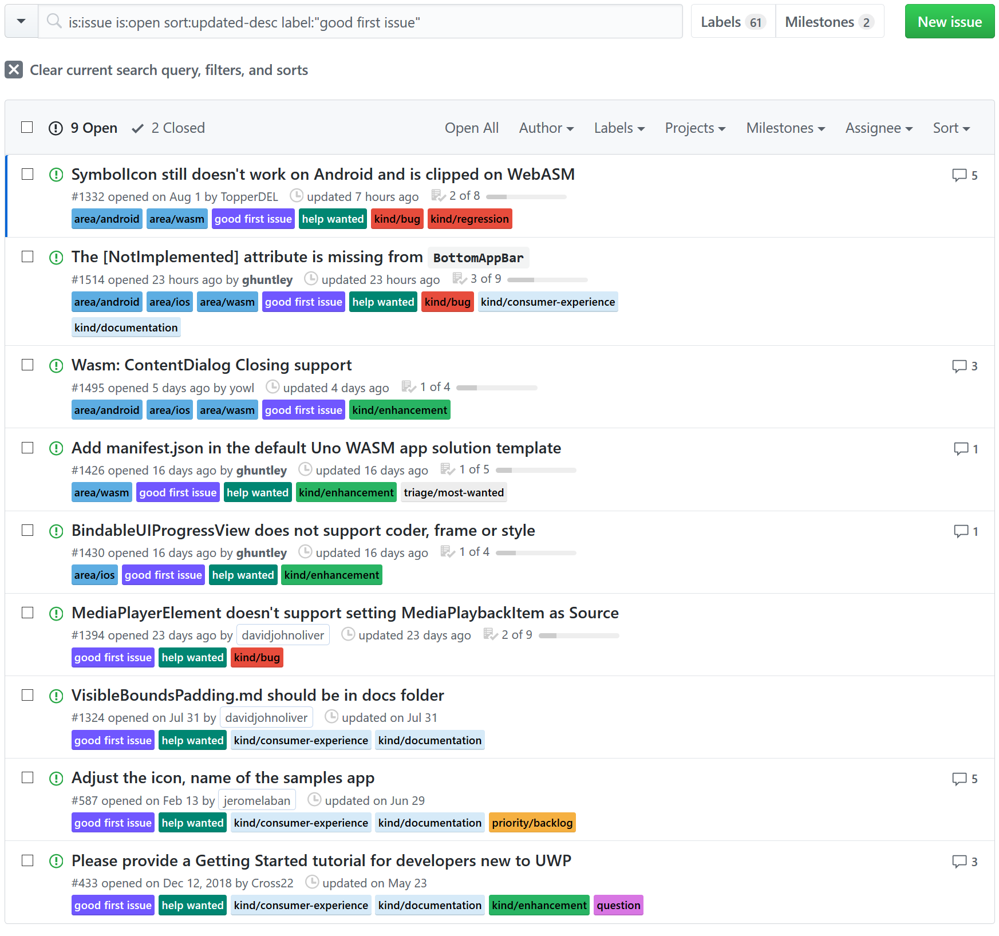 is:issue is:open sort:updated-desc label:"good first issue"
Labels 61
Milestones 2
New issue
Clear current search query, filters, and sorts
9 Open 2 Closed Open All Author Labels Projects Milestones Assignee Sort
SymbolIcon still doesn't work on Android and is clipped on WebASM 5
#1332 opened on Aug 1 by TopperDEL updated 7 hours ago 2 of 8
area/android area/wasm good first issue help wanted kind/bug kind/regression
The [NotImplemented] attribute is missing from BottomAppBar
#1514 opened 23 hours ago by ghuntley updated 23 hours ago 3 of 9
area/android area/ios area/wasm good first issue help wanted kind/bug kind/consumer-experience
kind/documentation
Wasm: ContentDialog Closing support 3
#1495 opened 5 days ago by yowl updated 4 days ago 1 of 4
area/android area/ios area/wasm good first issue kind/enhancement
Add manifest.json in the default Uno WASM app solution template 1
#1426 opened 16 days ago by ghuntley updated 16 days ago 1 of 5
area/wasm good first issue help wanted kind/enhancement triage/most-wanted
BindableUIProgressView does not support coder, frame or style 1
#1430 opened 16 days ago by ghuntley updated 16 days ago 1 of 4
area/ios good first issue help wanted kind/enhancement
MediaPlayerElement doesn't support setting MediaPlaybackItem as Source
#1394 opened 23 days ago by davidjohnoliver updated 23 days ago 2 of 9
good first issue help wanted kind/bug
VisibleBoundsPadding.md should be in docs folder
#1324 opened on Jul 31 by davidjohnoliver updated on Jul 31
good first issue help wanted kind/consumer-experience kind/documentation
Adjust the icon, name of the samples app 5
#587 opened on Feb 13 by jeromelaban updated on Jun 29
good first issue help wanted kind/consumer-experience kind/documentation priority/backlog
Please provide a Getting Started tutorial for developers new to UWP 3
#433 opened on Dec 12, 2018 by Cross22 updated on May 23
good first issue help wanted kind/consumer-experience kind/documentation kind/enhancement question